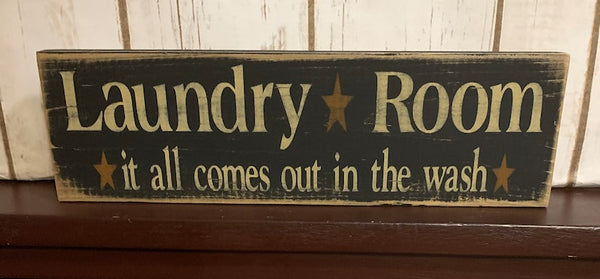 Laundry Room
it all comes out in the wash